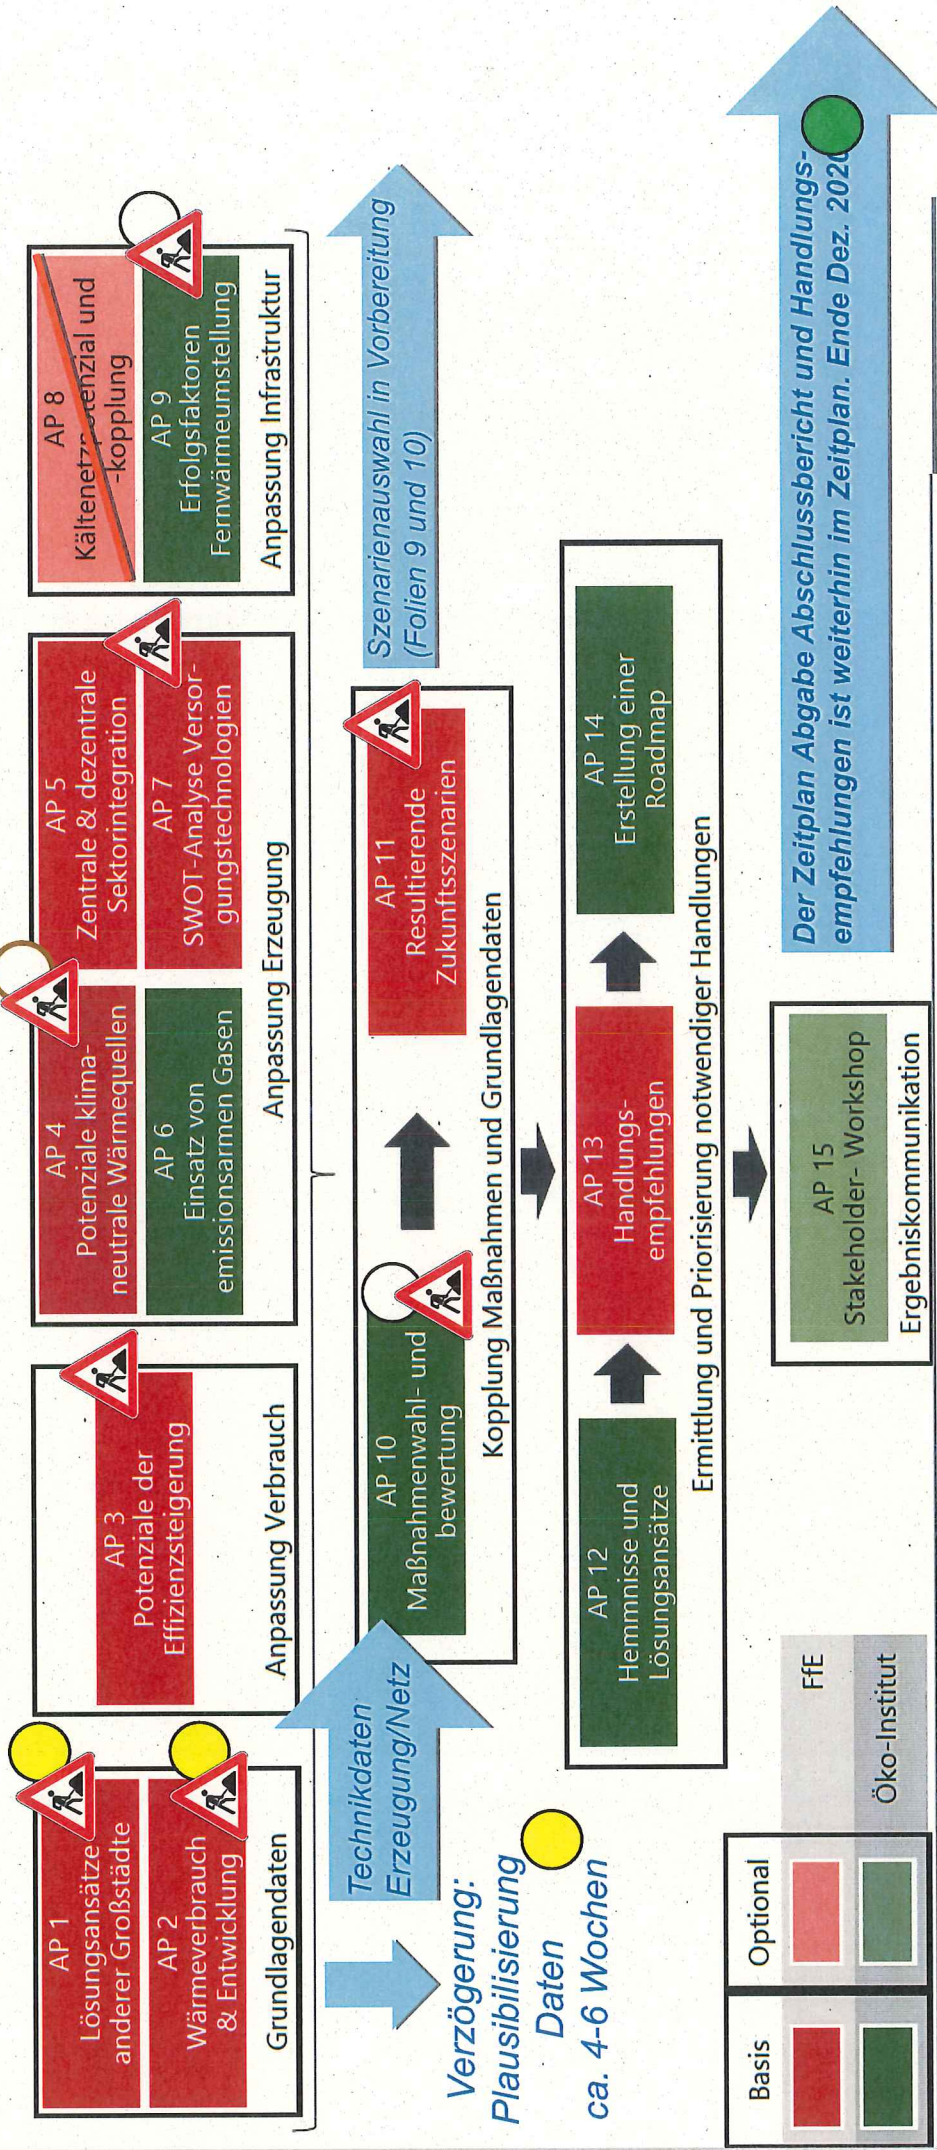 AP 1
Lösungsansätze
anderer Großstädte
AP 2
Wärmeverbrauch
& Entwicklung
Grundlagendaten
AP 3
Potenziale der
Effizienzsteigerung
Anpassung Verbrauch
AP 4
Potenziale klima-
neutrale Wärmequellen
AP 5
Zentrale & dezentrale
Sektorintegration
AP 6
Einsatz von
emissionsarmen Gasen
AP 7
SWOT-Analyse Versor-
gungstechnologien
Anpassung Erzeugung
AP 8
Kältenetzpotenzial und
-kopplung
AP 9
Erfolgsfaktoren
Fernwärmeumstellung
Anpassung Infrastruktur
Technikdaten
Erzeugung/Netz
AP 10
Maßnahmenwahl- und
bewertung
AP 11
Resultierende
Zukunftsszenarien
Kopplung Maßnahmen und Grundlagendaten
Szenarienauswahl in Vorbereitung
(Folien 9 und 10)
Verzögerung:
Plausibilisierung
Daten
ca. 4-6 Wochen
AP 12
Hemmnisse und
Lösungsansätze
AP 13
Handlungs-
empfehlungen
AP 14
Erstellung einer
Roadmap
Ermittlung und Priorisierung notwendiger Handlungen
AP 15
Stakeholder- Workshop
Ergebniskommunikation
Der Zeitplan Abgabe Abschlussbericht und Handlungs-
empfehlungen ist weiterhin im Zeitplan. Ende Dez. 2020
Basis
Optional
FfE
Öko-Institut